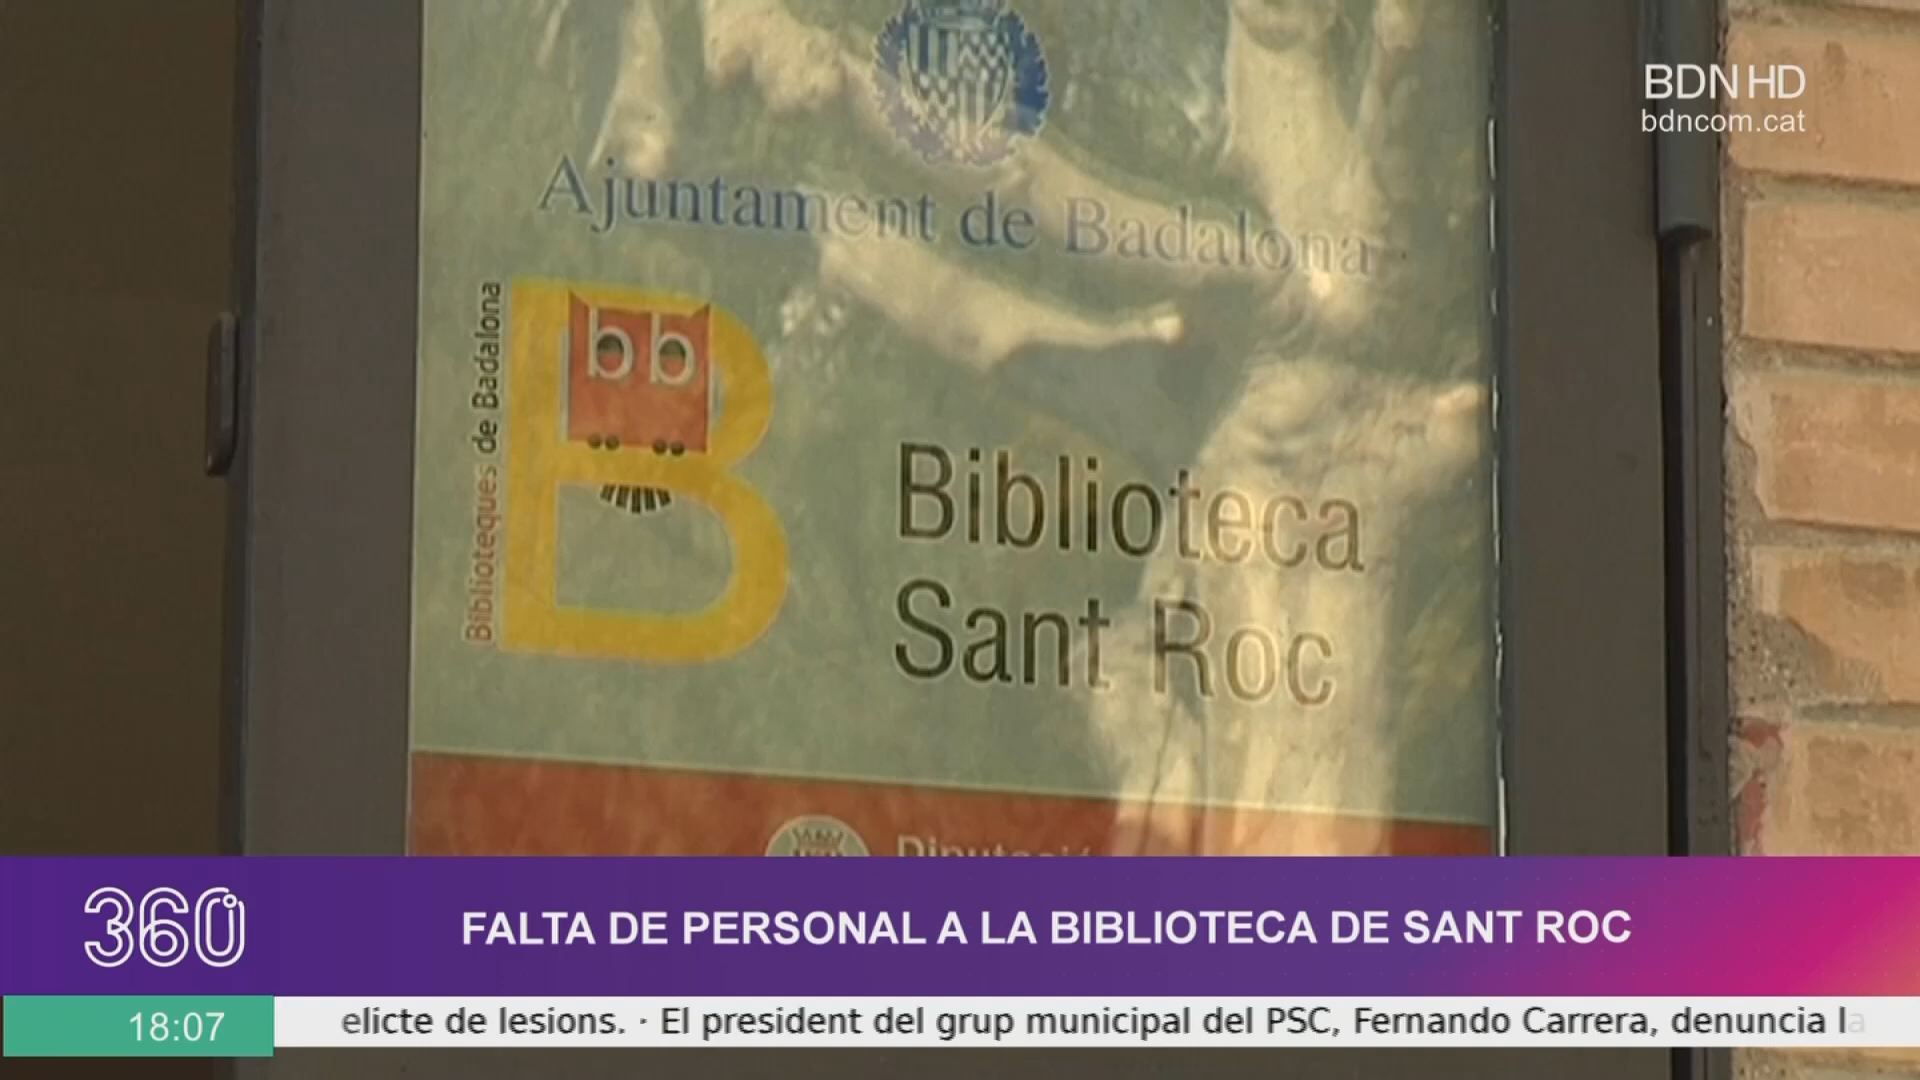 BDN HD
bdncom.cat
Ajuntament de Badalona
Biblioteques de Badalona
bb
B
Biblioteca
Sant Roc
Diputació
360
FALTA DE PERSONAL A LA BIBLIOTECA DE SANT ROC
18:07
elicte de lesions. · El president del grup municipal del PSC, Fernando Carrera, denuncia la